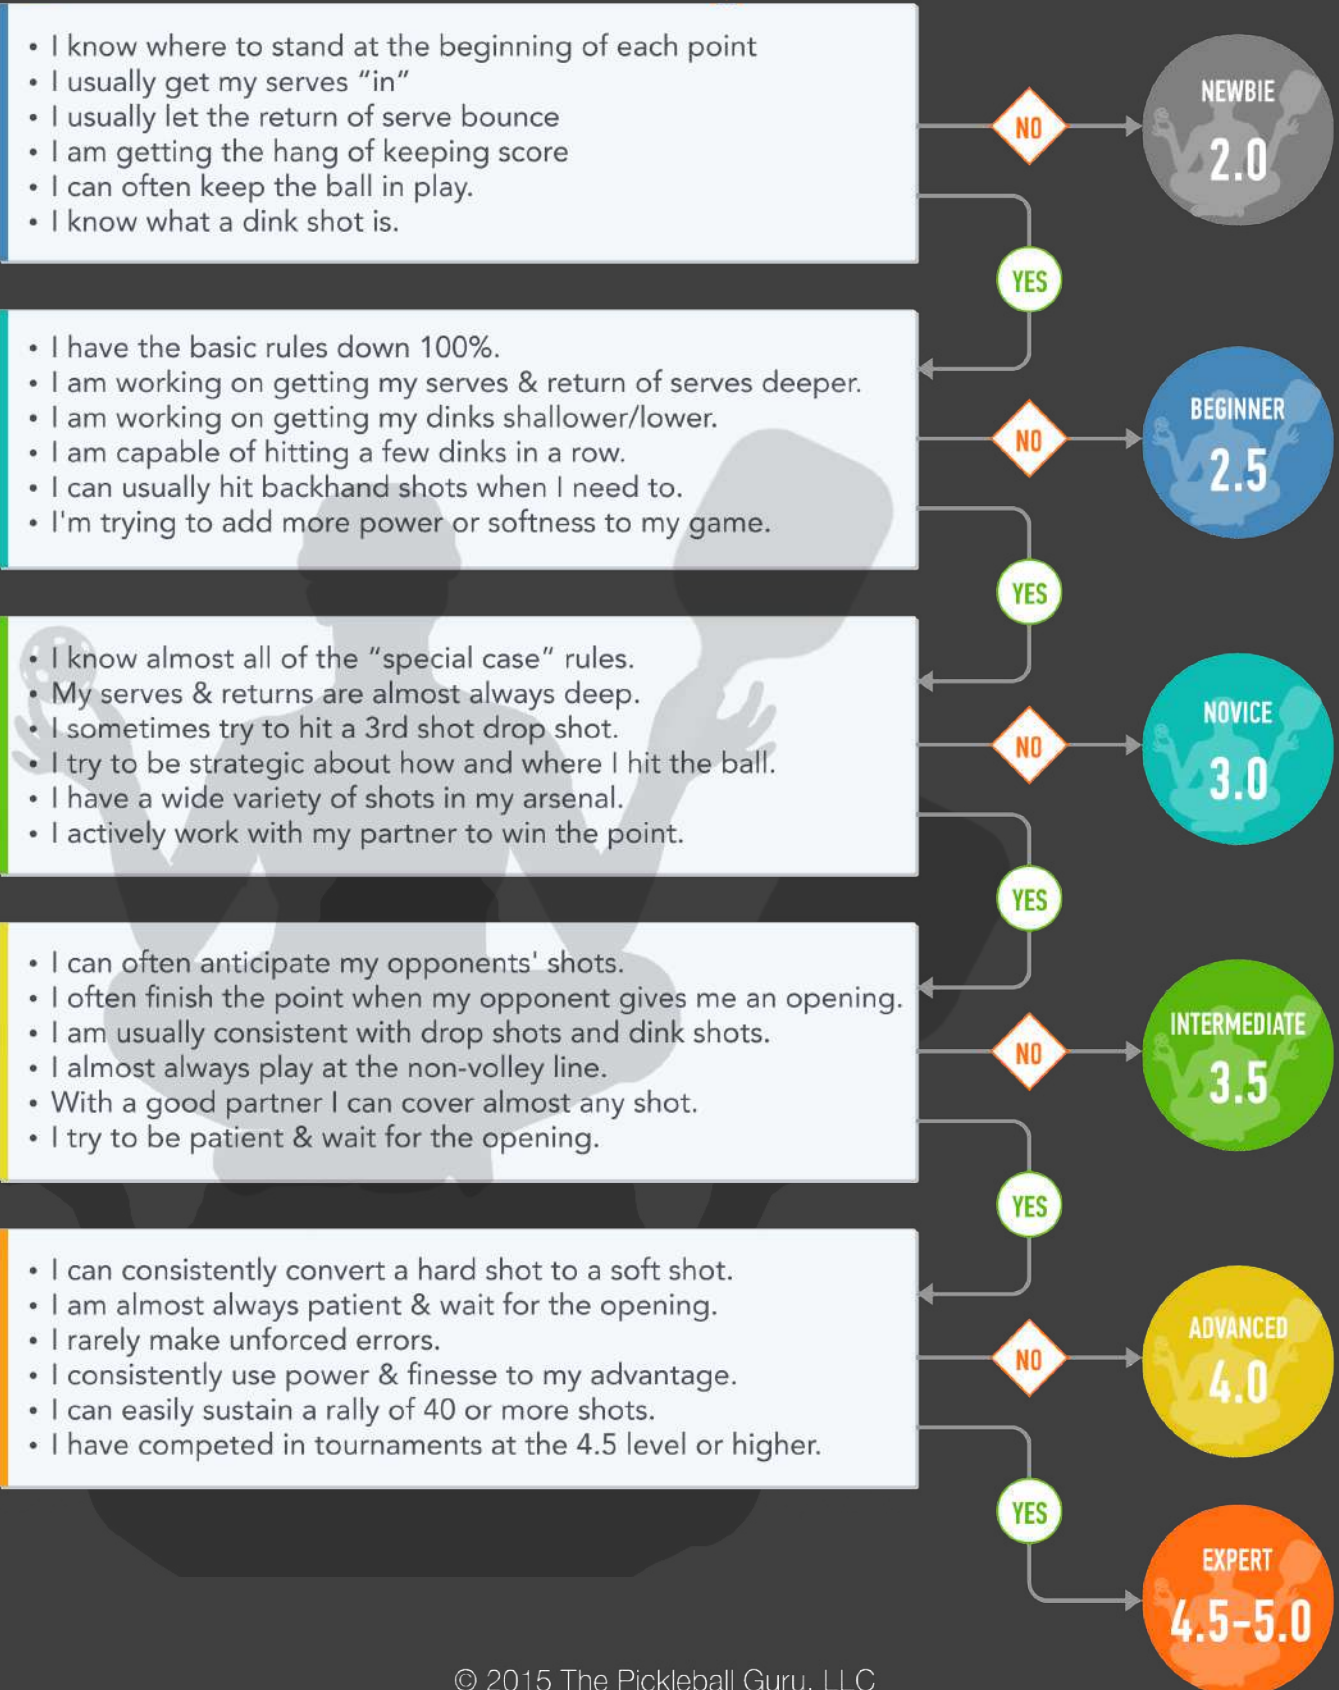 • I know where to stand at the beginning of each point
• I usually get my serves “in”
• I usually let the return of serve bounce
• I am getting the hang of keeping score
• I can often keep the ball in play.
• I know what a dink shot is.
NO
NEWBIE
2.0
YES
• I have the basic rules down 100%.
• I am working on getting my serves & return of serves deeper.
• I am working on getting my dinks shallower/lower.
• I am capable of hitting a few dinks in a row.
• I can usually hit backhand shots when I need to.
• I'm trying to add more power or softness to my game.
NO
BEGINNER
2.5
YES
• I know almost all of the “special case” rules.
• My serves & returns are almost always deep.
• I sometimes try to hit a 3rd shot drop shot.
• I try to be strategic about how and where I hit the ball.
• I have a wide variety of shots in my arsenal.
• I actively work with my partner to win the point.
NO
NOVICE
3.0
YES
• I can often anticipate my opponents' shots.
• I often finish the point when my opponent gives me an opening.
• I am usually consistent with drop shots and dink shots.
• I almost always play at the non-volley line.
• With a good partner I can cover almost any shot.
• I try to be patient & wait for the opening.
NO
INTERMEDIATE
3.5
YES
• I can consistently convert a hard shot to a soft shot.
• I am almost always patient & wait for the opening.
• I rarely make unforced errors.
• I consistently use power & finesse to my advantage.
• I can easily sustain a rally of 40 or more shots.
• I have competed in tournaments at the 4.5 level or higher.
NO
ADVANCED
4.0
YES
EXPERT
4.5-5.0
© 2015 The Pickleball Guru, LLC